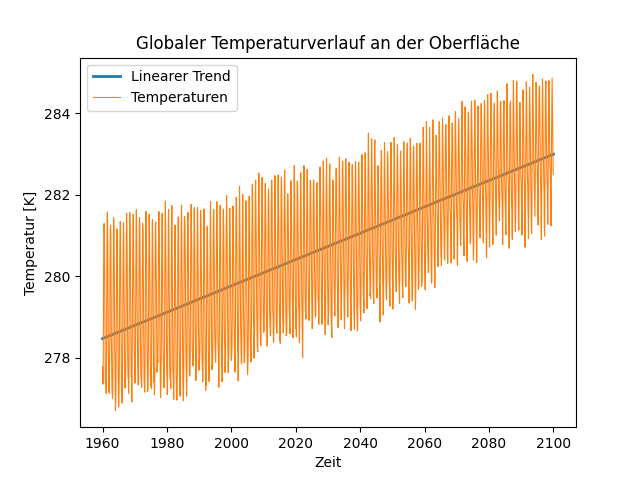 Globaler Temperaturverlauf an der Oberfläche
Linearer Trend
Temperaturen
Temperatur [K]
284
282
280
278
1960 1980 2000 2020 2040 2060 2080 2100
Zeit